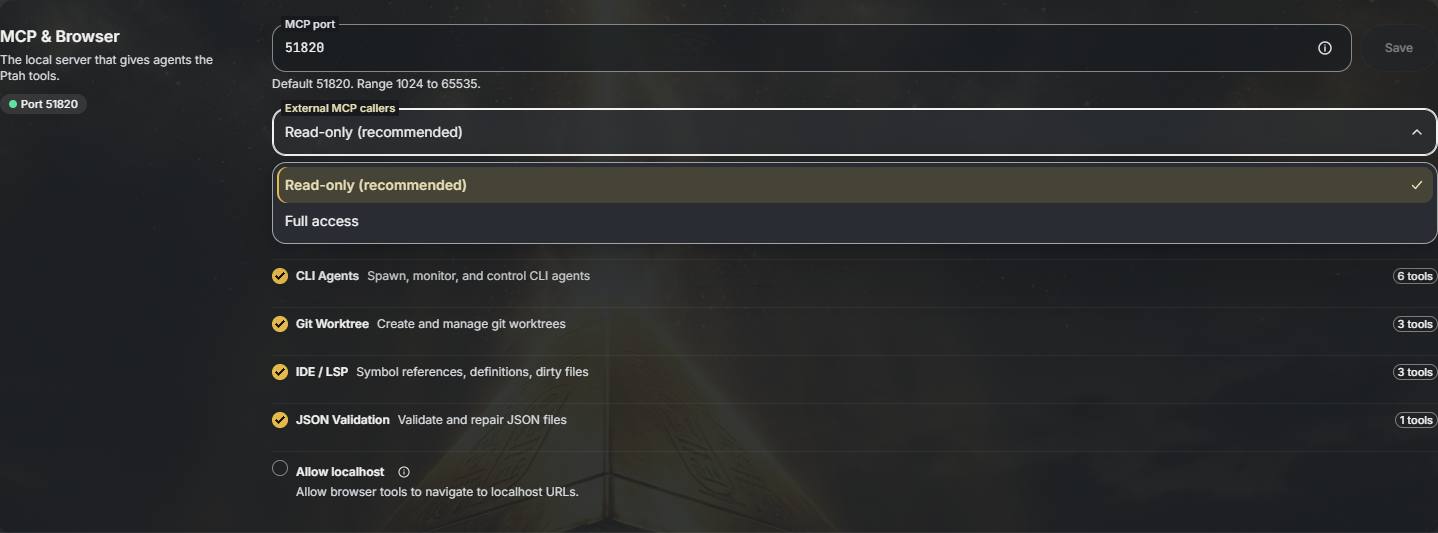 MCP & Browser
The local server that gives agents the
Ptah tools.
Port 51820
MCP port
51820
Save
Default 51820. Range 1024 to 65535.
External MCP callers
Read-only (recommended)
Read-only (recommended)
Full access
CLI Agents Spawn, monitor, and control CLI agents 6 tools
Git Worktree Create and manage git worktrees 3 tools
IDE / LSP Symbol references, definitions, dirty files 3 tools
JSON Validation Validate and repair JSON files 1 tools
Allow localhost
Allow browser tools to navigate to localhost URLs.